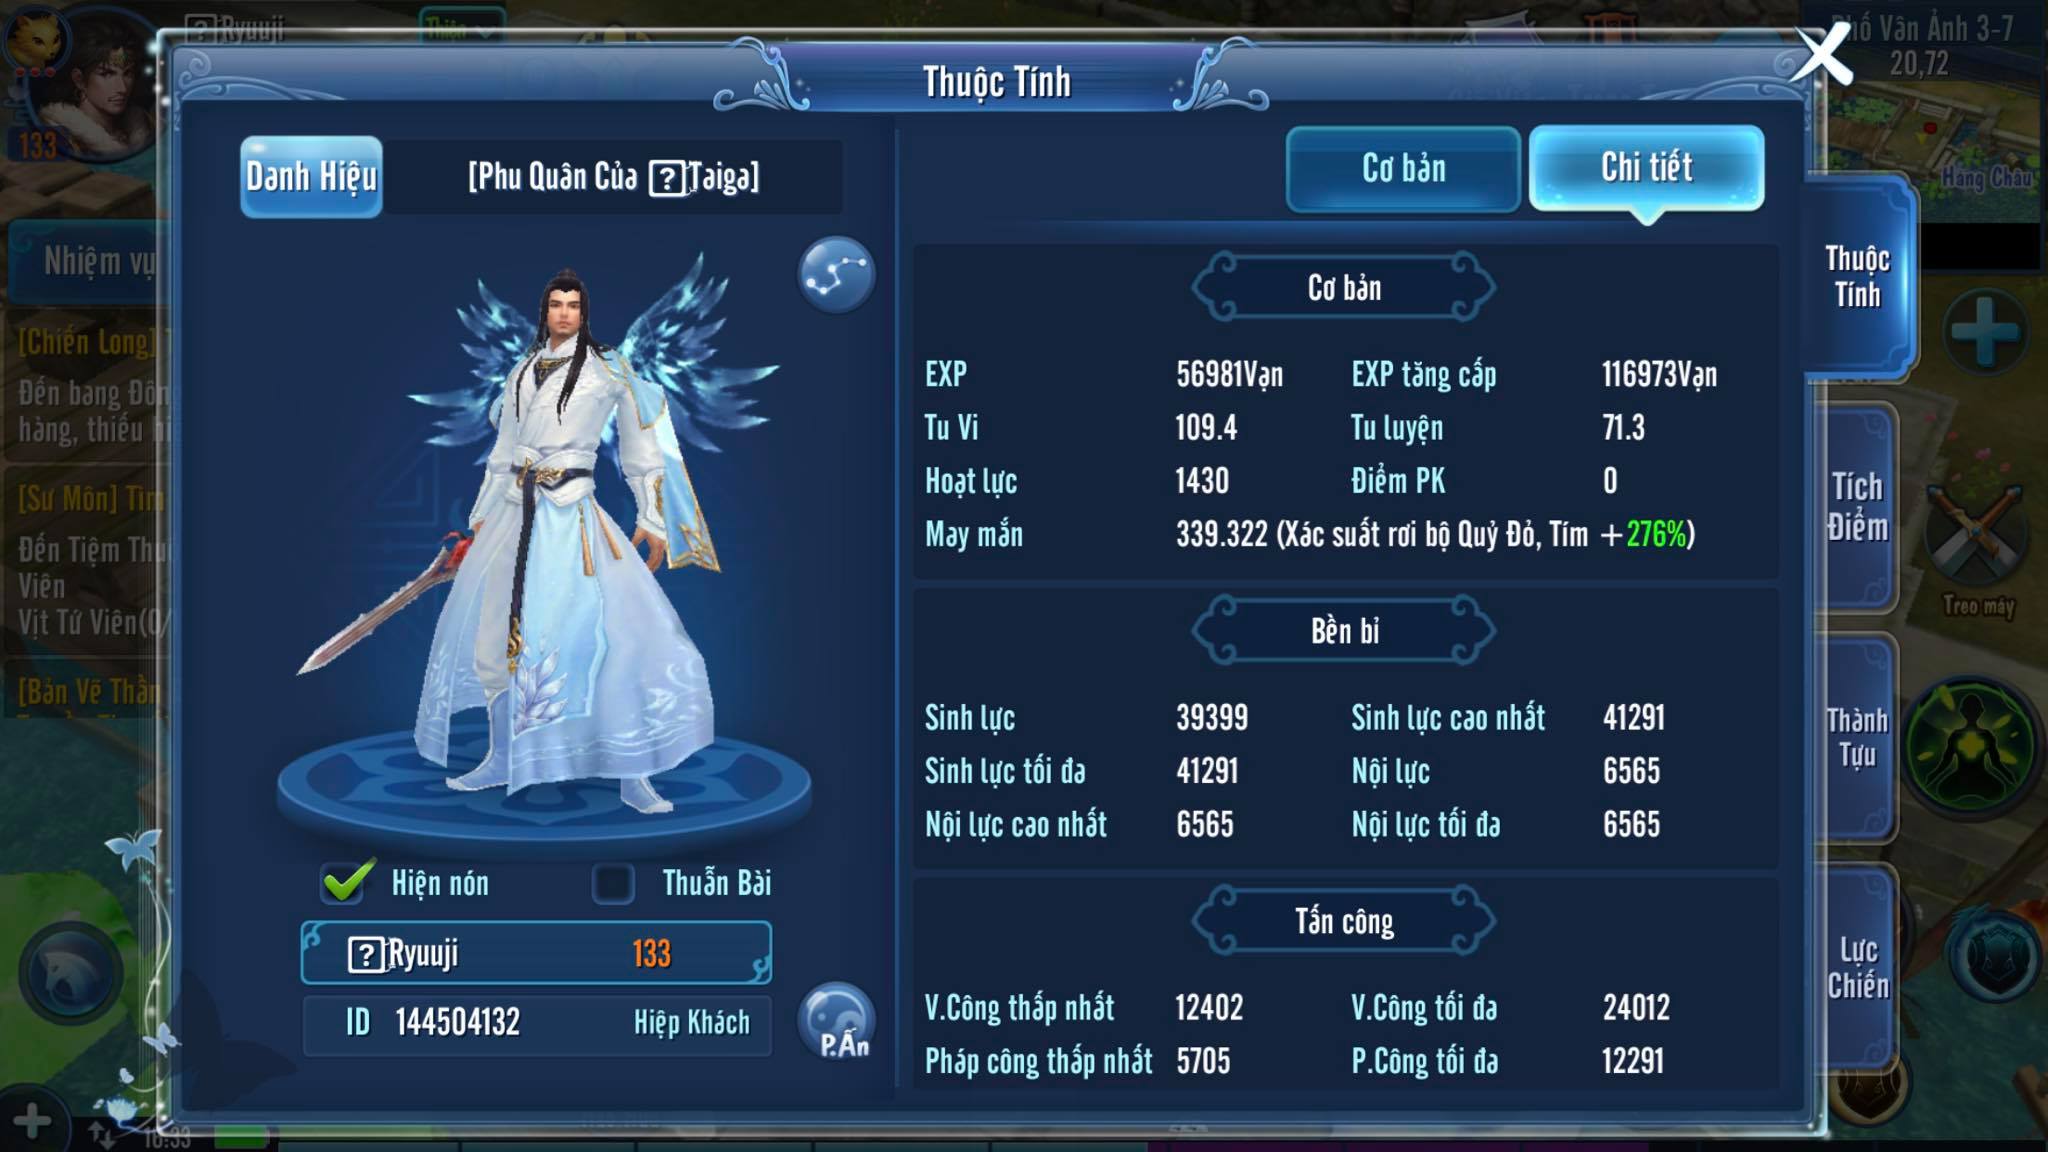 ?Ryuuji
Thiện
Phố Vân Ảnh 3-7
20,72
133
Hàng Châu
Thuộc Tính
Danh Hiệu
[Phu Quân Của ?Taiga]
Cơ bản
Chi tiết
Nhiệm vụ
[Chiến Long]
Đến bang Đôn
hàng, thiếu
[Sư Môn] Tìm
Đến Tiệm Thu
Viên
Vịt Tứ Viên(0/
[Bản Vẽ Thần
Cơ bản
EXP 56981Vạn EXP tăng cấp 116973Vạn
Tu Vi 109.4 Tu luyện 71.3
Hoạt lực 1430 Điểm PK 0
May mắn 339.322 (Xác suất rơi bộ Quỷ Đỏ, Tím +276%)
Bền bỉ
Sinh lực 39399 Sinh lực cao nhất 41291
Sinh lực tối đa 41291 Nội lực 6565
Nội lực cao nhất 6565 Nội lực tối đa 6565
Tấn công
V.Công thấp nhất 12402 V.Công tối đa 24012
Pháp công thấp nhất 5705 P.Công tối đa 12291
Hiện nón
Thuẫn Bài
?Ryuuji 133
ID 144504132 Hiệp Khách
P.Ấn
Thuộc
Tính
Tích
Điểm
Thành
Tựu
Lực
Chiến
Treo máy
16:33